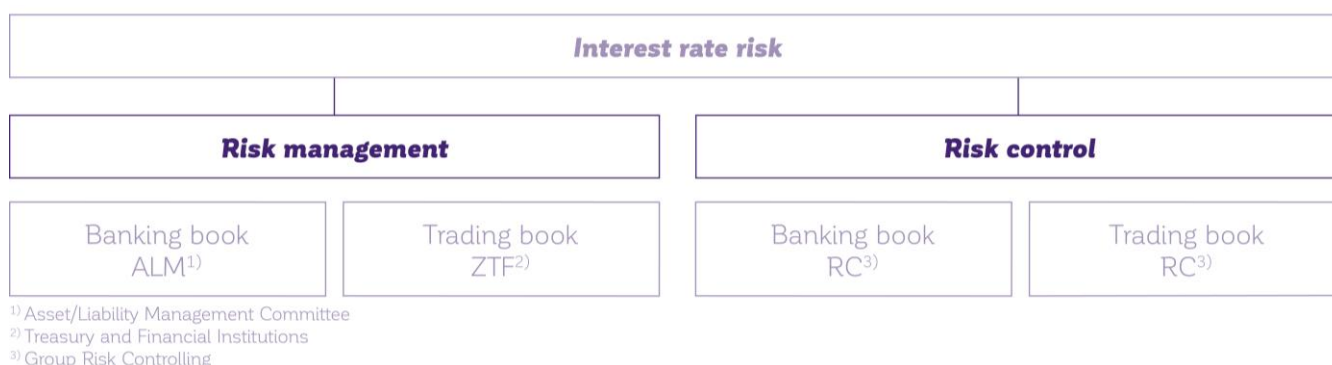 Interest rate risk
Risk management
Risk control
Banking book
ALM¹⁾
Trading book
ZTF²⁾
Banking book
RC³⁾
Trading book
RC³⁾
¹⁾ Asset/Liability Management Committee
²⁾ Treasury and Financial Institutions
³⁾ Group Risk Controlling